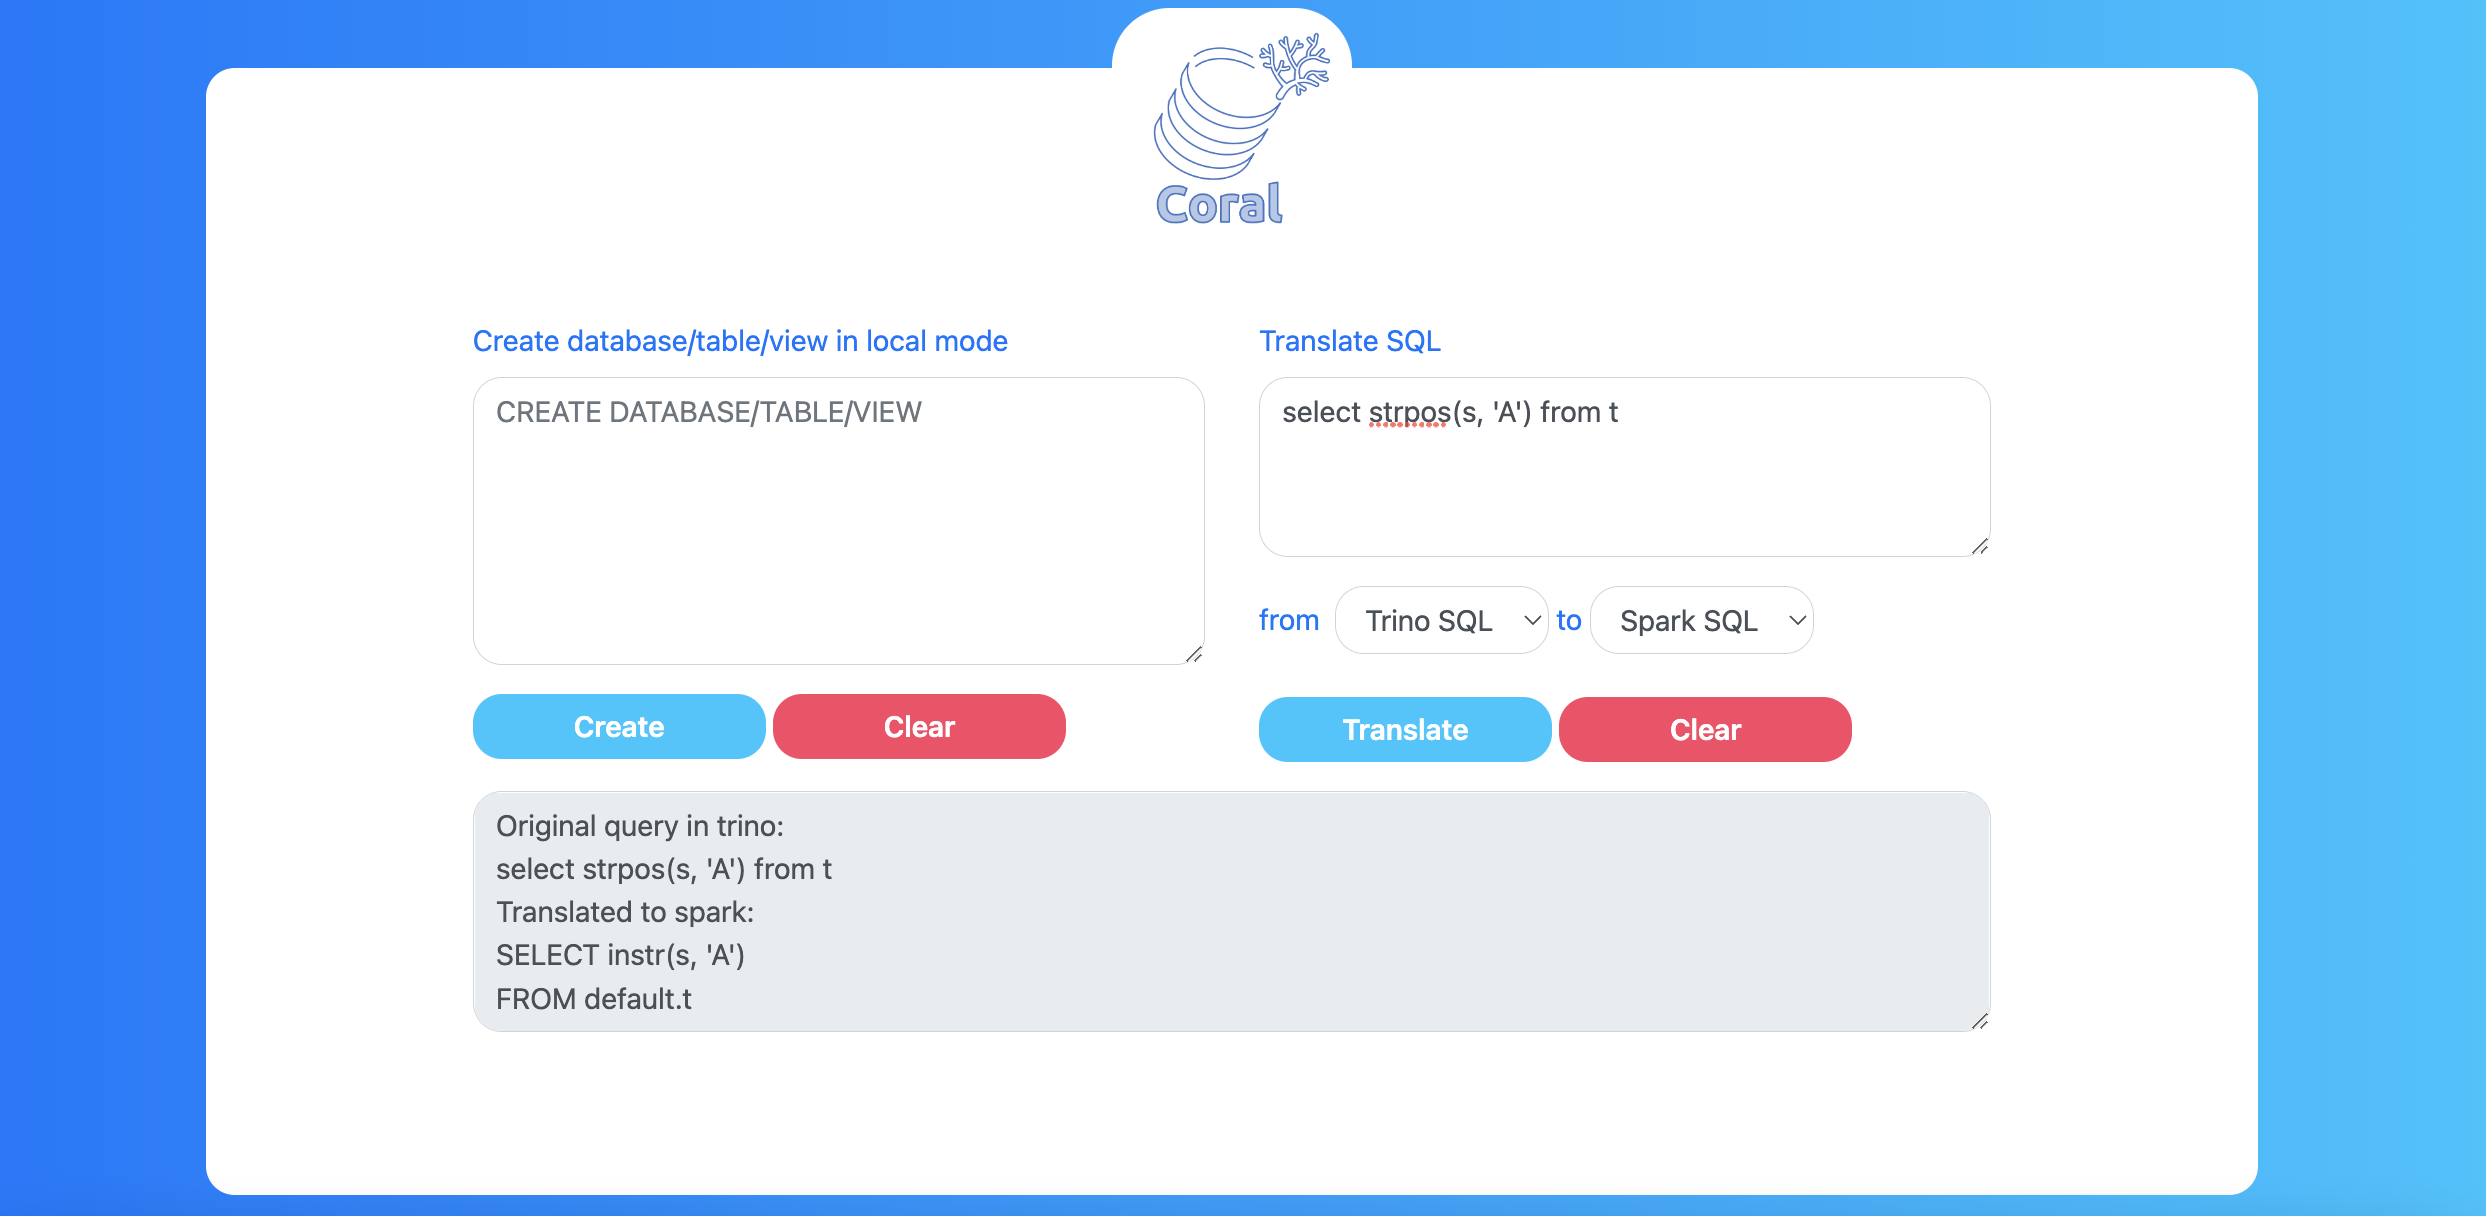 Coral
Create database/table/view in local mode
CREATE DATABASE/TABLE/VIEW
Create Clear
Translate SQL
select strpos(s, 'A') from t
from Trino SQL to Spark SQL
Translate Clear
Original query in trino:
select strpos(s, 'A') from t
Translated to spark:
SELECT instr(s, 'A')
FROM default.t